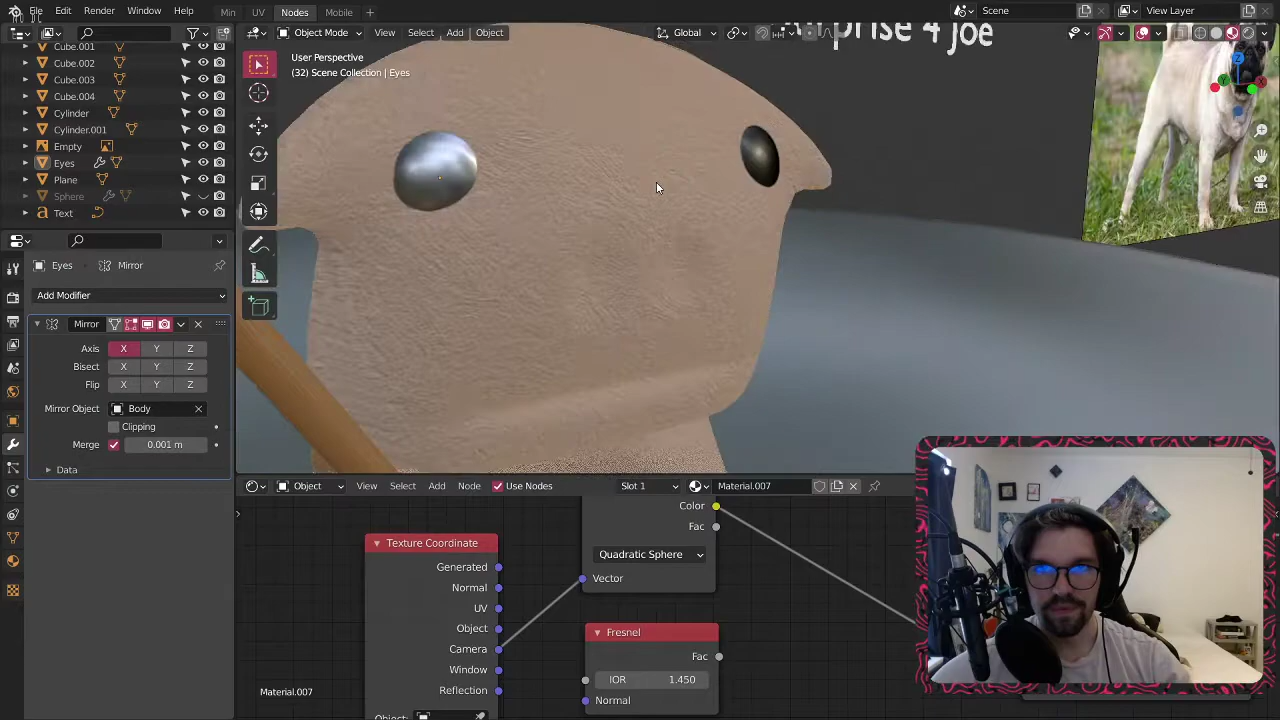 File Edit Render Window Help
Min UV Nodes Mobile
Scene
View Layer
Object Mode View Select Add Object
Global
Cube.001
Cube.002
Cube.003
Cube.004
Cylinder
Cylinder.001
Empty
Eyes
Plane
Sphere
Text
User Perspective
(32) Scene Collection | Eyes
prise 4 joe
X
Y
Z
Eyes Mirror
Add Modifier
Mirror
Axis X Y Z
Bisect X Y Z
Flip X Y Z
Mirror Object Body
Clipping
Merge 0.001 m
Data
Object View Select Add Node Use Nodes
Slot 1
Material.007
Color
Fac
Quadratic Sphere
Vector
Texture Coordinate
Generated
Normal
UV
Object
Camera
Window
Reflection
Object:
Fresnel
Fac
IOR 1.450
Normal
Material.007